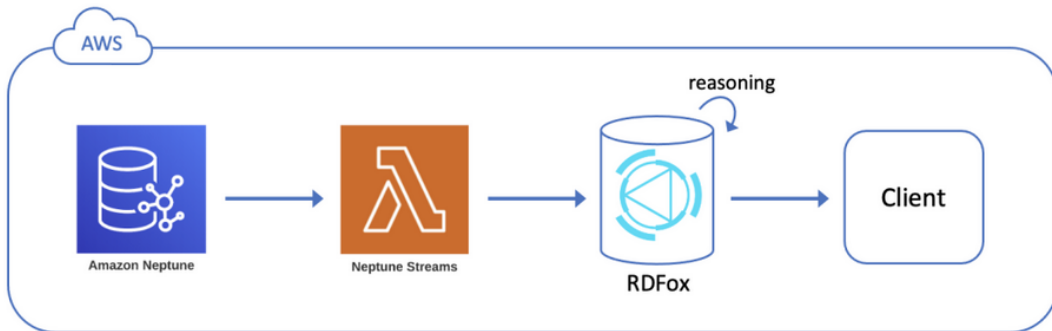 AWS
reasoning
Amazon Neptune
Neptune Streams
RDFox
Client